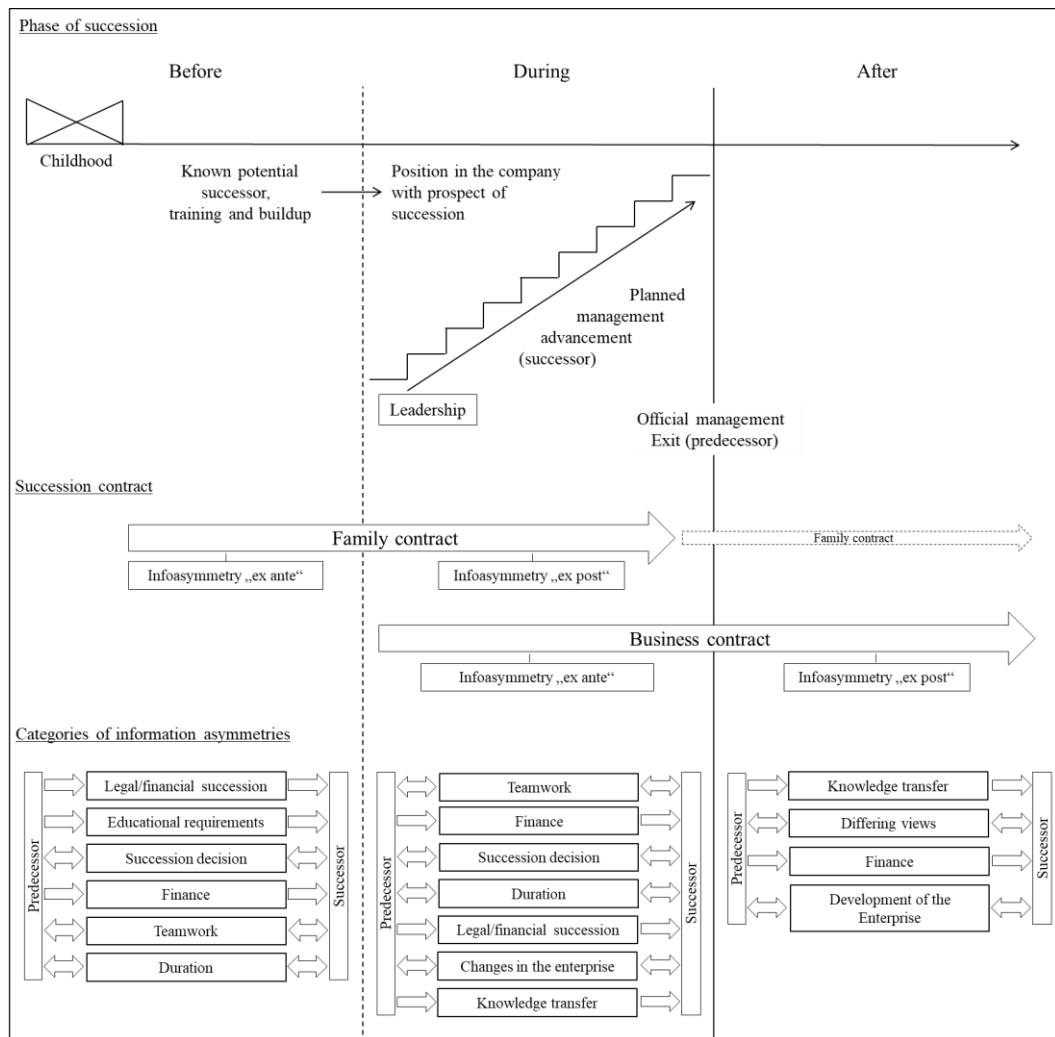 Phase of succession
Before
During
After
Childhood
Known potential
successor,
training and buildup
Position in the company
with prospect of
succession
Planned
management
advancement
(successor)
Leadership
Official management
Exit (predecessor)
Succession contract
Family contract
Family contract
Infoasymmetry „ex ante“
Infoasymmetry „ex post“
Business contract
Infoasymmetry „ex ante“
Infoasymmetry „ex post“
Categories of information asymmetries
Predecessor
Legal/financial succession
Educational requirements
Succession decision
Finance
Teamwork
Duration
Successor
Predecessor
Teamwork
Finance
Succession decision
Duration
Legal/financial succession
Changes in the enterprise
Knowledge transfer
Successor
Predecessor
Knowledge transfer
Differing views
Finance
Development of the
Enterprise
Successor